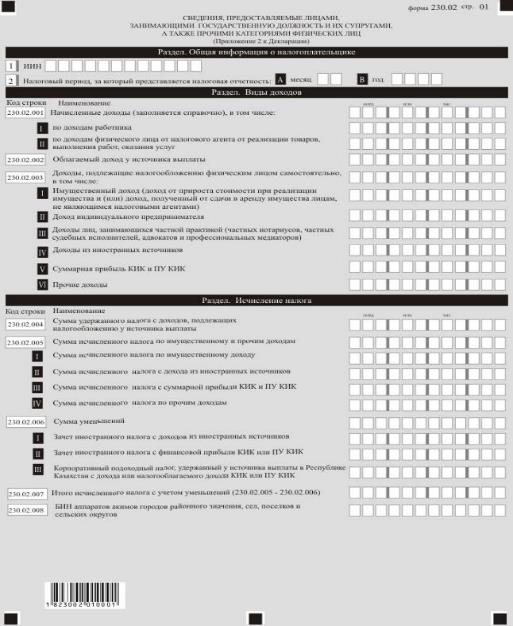 форма 230.02 стр. 01
СВЕДЕНИЯ, ПРЕДОСТАВЛЯЕМЫЕ ЛИЦАМИ,
ЗАНИМАЮЩИМИ ГОСУДАРСТВЕННУЮ ДОЛЖНОСТЬ И ИХ СУПРУГАМИ,
А ТАКЖЕ ПРОЧИМИ КАТЕГОРИЯМИ ФИЗИЧЕСКИХ ЛИЦ
(Приложение 2 к Декларации)
Раздел. Общая информация о налогоплательщике
1 ИИН
2 Налоговый период, за который представляется налоговая отчетность: A месяц B год
Раздел. Виды доходов
Код строки Наименование
млрд. млн. тыс.
230.02.001 Начисленные доходы (заполняется справочно), в том числе:
I по доходам работника
II по доходам физического лица от налогового агента от реализации товаров,
выполнения работ, оказания услуг
230.02.002 Облагаемый доход у источника выплаты
230.02.003 Доходы, подлежащие налогообложению физическим лицом самостоятельно,
в том числе:
I Имущественный доход (доход от прироста стоимости при реализации
имущества и (или) доход, полученный от сдачи в аренду имущества лицам,
не являющимся налоговыми агентами)
II Доход индивидуального предпринимателя
III Доходы лиц, занимающихся частной практикой (частных нотариусов, частных
судебных исполнителей, адвокатов и профессиональных медиаторов)
IV Доходы из иностранных источников
V Суммарная прибыль КИК и ПУ КИК
VI Прочие доходы
Раздел. Исчисление налога
Код строки Наименование
млрд. млн. тыс.
230.02.004 Сумма удержанного налога с доходов, подлежащих
налогообложению у источника выплаты
230.02.005 Сумма исчисленного налога по имущественному и прочим доходам
I Сумма исчисленного налога по имущественному доходу
II Сумма исчисленного налога с дохода из иностранных источников
III Сумма исчисленного налога с суммарной прибыли КИК и ПУ КИК
IV Сумма исчисленного налога по прочим доходам
230.02.006 Сумма уменьшений
I Зачет иностранного налога с доходов из иностранных источников
II Зачет иностранного налога с финансовой прибыли КИК или ПУ КИК
III Корпоративный подоходный налог, удержанный у источника выплаты в Республике
Казахстан с дохода или налогооблагаемого дохода КИК или ПУ КИК
230.02.007 Итого исчисленного налога с учетом уменьшений (230.02.005 - 230.02.006)
230.02.008 БИН аппаратов акимов городов районного значения, сел, поселков и
сельских округов
1823002010001